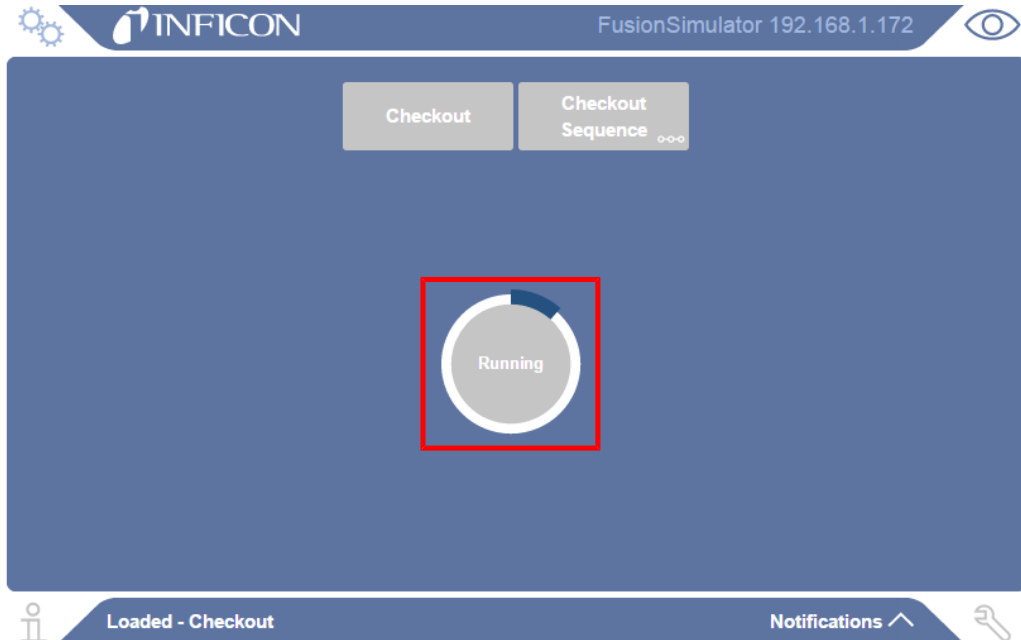 INFICON
FusionSimulator 192.168.1.172
Checkout
Checkout
Sequence
Running
Loaded - Checkout
Notifications